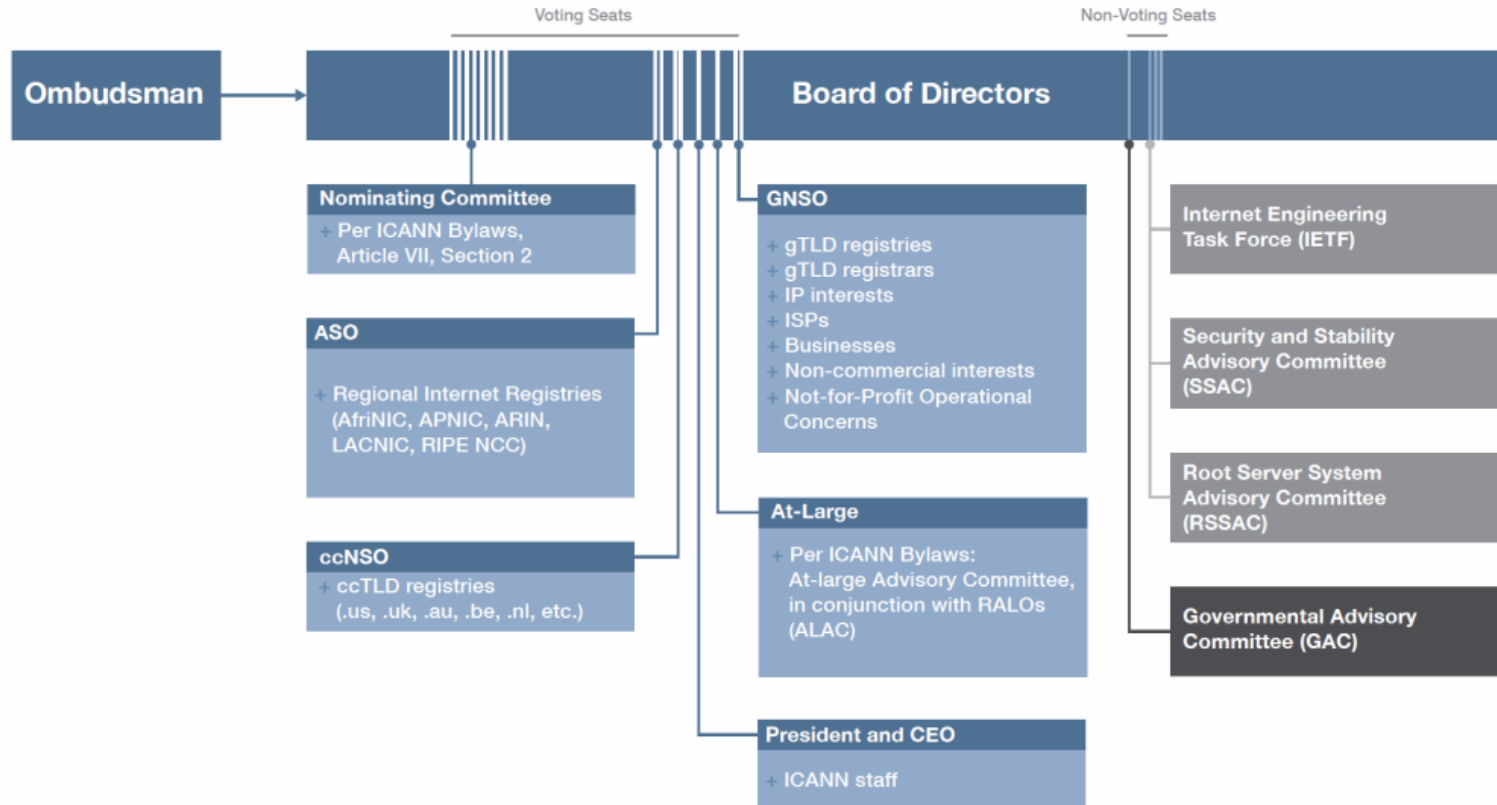 Voting Seats
Non-Voting Seats
Ombudsman
Board of Directors
Nominating Committee
+ Per ICANN Bylaws,
Article VII, Section 2
ASO
+ Regional Internet Registries
(AfriNIC, APNIC, ARIN,
LACNIC, RIPE NCC)
ccNSO
+ ccTLD registries
(.us, .uk, .au, .be, .nl, etc.)
GNSO
+ gTLD registries
+ gTLD registrars
+ IP interests
+ ISPs
+ Businesses
+ Non-commercial interests
+ Not-for-Profit Operational
Concerns
At-Large
+ Per ICANN Bylaws:
At-large Advisory Committee,
in conjunction with RALOs
(ALAC)
President and CEO
+ ICANN staff
Internet Engineering
Task Force (IETF)
Security and Stability
Advisory Committee
(SSAC)
Root Server System
Advisory Committee
(RSSAC)
Governmental Advisory
Committee (GAC)